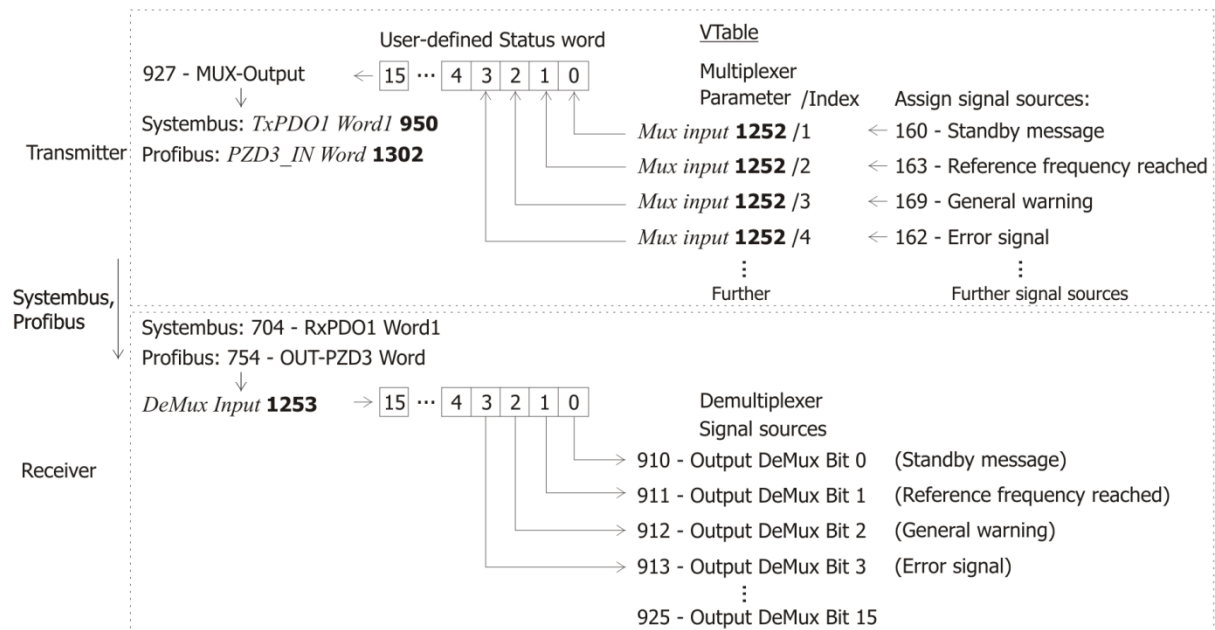 User-defined Status word
VTable
927 - MUX-Output ← 15 ... 4 3 2 1 0
Multiplexer
Parameter /Index Assign signal sources:
Systembus: TxPDO1 Word1 950
Mux input 1252 /1 ← 160 - Standby message
Transmitter
Profibus: PZD3_IN Word 1302
Mux input 1252 /2 ← 163 - Reference frequency reached
Mux input 1252 /3 ← 169 - General warning
Mux input 1252 /4 ← 162 - Error signal
Further Further signal sources
Systembus,
Profibus
Systembus: 704 - RxPDO1 Word1
Profibus: 754 - OUT-PZD3 Word
DeMux Input 1253 → 15 ... 4 3 2 1 0
Demultiplexer
Signal sources
Receiver
910 - Output DeMux Bit 0 (Standby message)
911 - Output DeMux Bit 1 (Reference frequency reached)
912 - Output DeMux Bit 2 (General warning)
913 - Output DeMux Bit 3 (Error signal)
925 - Output DeMux Bit 15